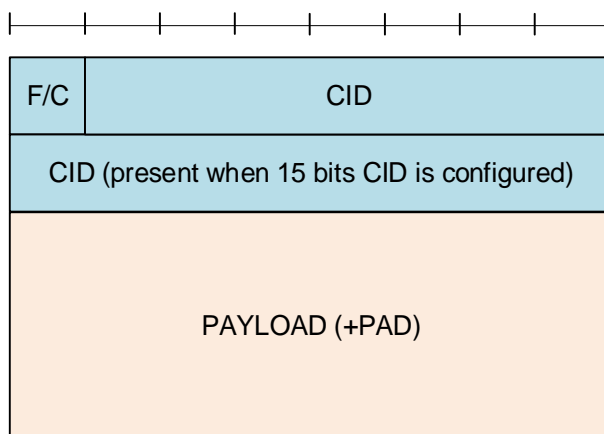 F/C CID
CID (present when 15 bits CID is configured)
PAYLOAD (+PAD)